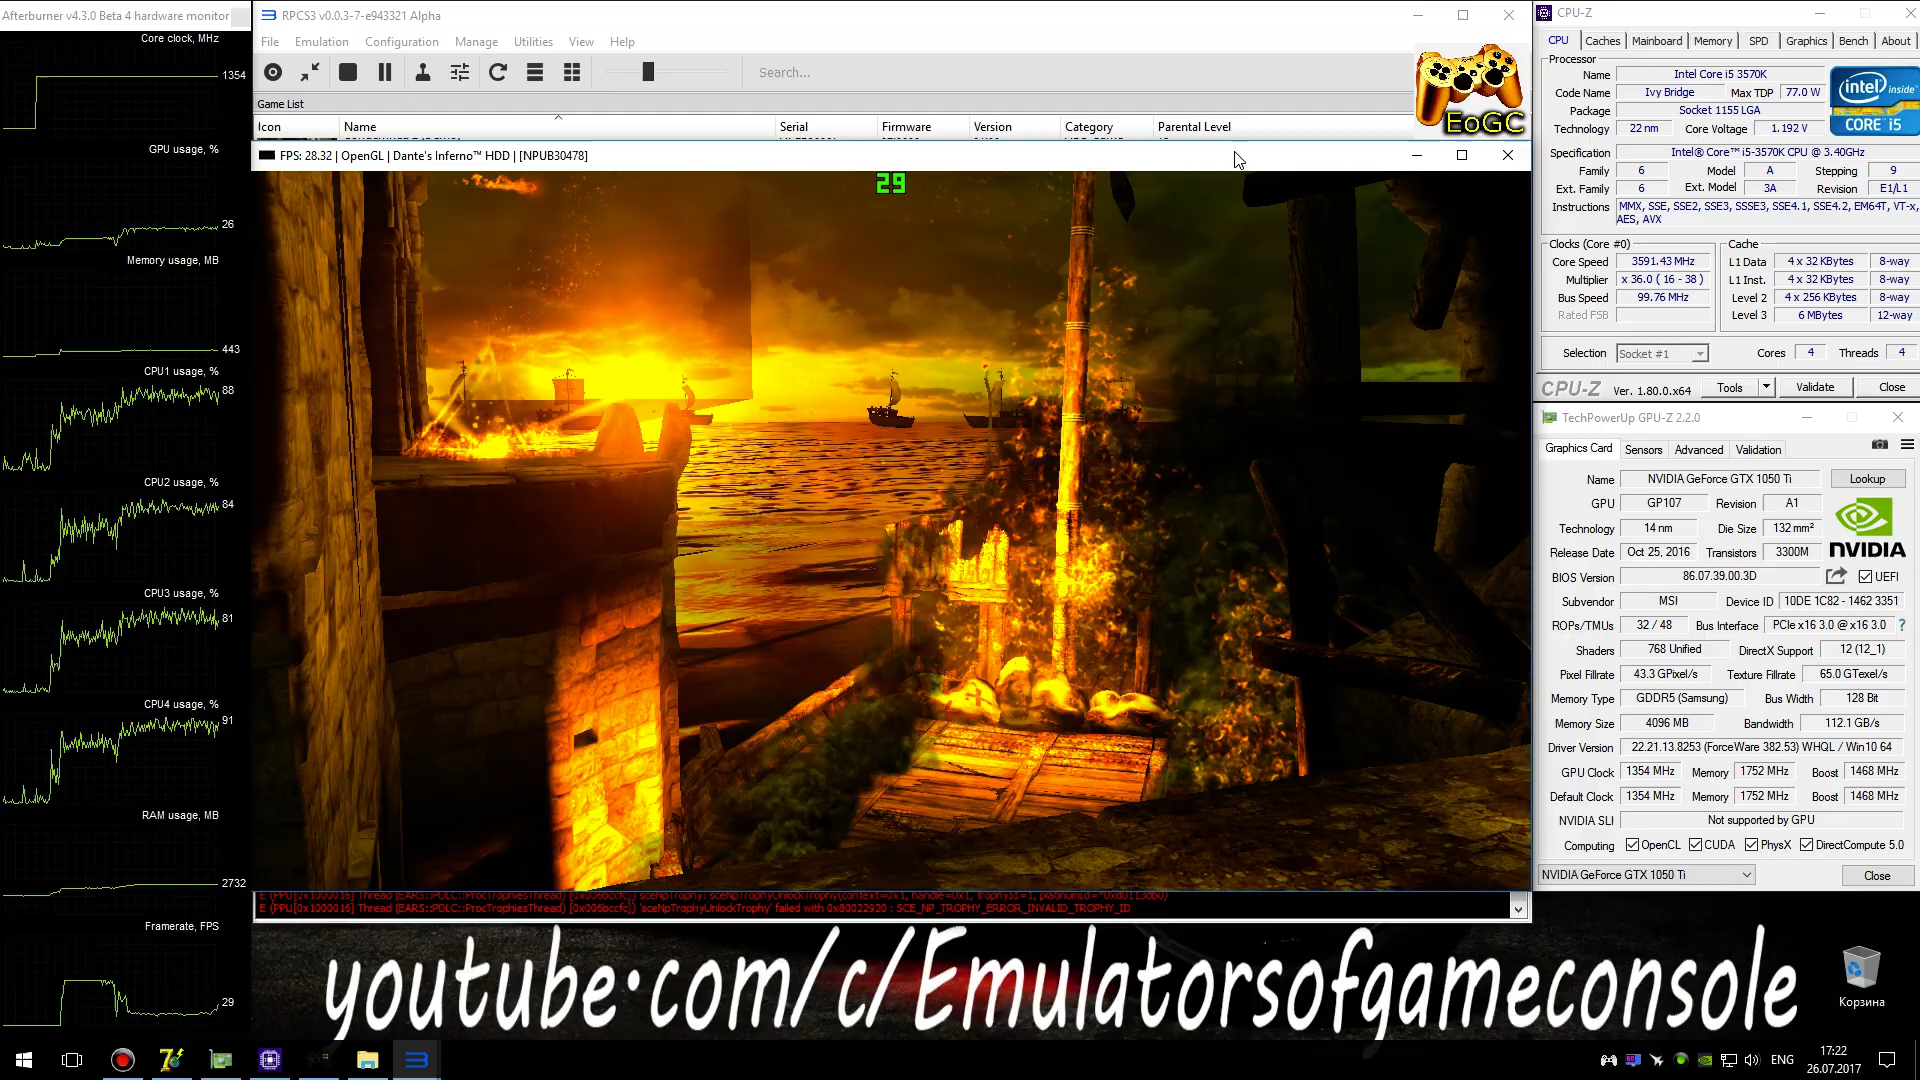 Afterburner v4.3.0 Beta 4 hardware monitor
Core clock, MHz
1354
GPU usage, %
26
Memory usage, MB
443
CPU1 usage, %
88
CPU2 usage, %
84
CPU3 usage, %
81
CPU4 usage, %
91
RAM usage, MB
2732
Framerate, FPS
29
RPCS3 v0.0.3-7-e943321 Alpha
File Emulation Configuration Manage Utilities View Help
Search...
EoGC
Game List
Icon Name Serial Firmware Version Category Parental Level
FPS: 28.32 | OpenGL | Dante's Inferno™ HDD | [NPUB30478]
29
E {PPU[0x1000016] Thread (EARS::PDLC::ProcTrophiesThread) [0x006bccfc]} 'sceNpTrophyUnlockTrophy' failed with 0x80022920 : SCE_NP_TROPHY_ERROR_INVALID_TROPHY_ID
youtube.com/c/Emulatorsofgameconsole
CPU-Z
CPU Caches Mainboard Memory SPD Graphics Bench About
Processor
Name Intel Core i5 3570K
Code Name Ivy Bridge Max TDP 77.0 W
Package Socket 1155 LGA
Technology 22 nm Core Voltage 1.192 V
intel inside™
CORE™ i5
Specification Intel® Core™ i5-3570K CPU @ 3.40GHz
Family 6 Model A Stepping 9
Ext. Family 6 Ext. Model 3A Revision E1/L1
Instructions MMX, SSE, SSE2, SSE3, SSSE3, SSE4.1, SSE4.2, EM64T, VT-x,
AES, AVX
Clocks (Core #0) Cache
Core Speed 3591.43 MHz L1 Data 4 x 32 KBytes 8-way
Multiplier x 36.0 ( 16 - 38 ) L1 Inst. 4 x 32 KBytes 8-way
Bus Speed 99.76 MHz Level 2 4 x 256 KBytes 8-way
Rated FSB Level 3 6 MBytes 12-way
Selection Socket #1 Cores 4 Threads 4
CPU-Z Ver. 1.80.0.x64 Tools Validate Close
TechPowerUp GPU-Z 2.2.0
Graphics Card Sensors Advanced Validation
Name NVIDIA GeForce GTX 1050 Ti Lookup
GPU GP107 Revision A1
Technology 14 nm Die Size 132 mm²
Release Date Oct 25, 2016 Transistors 3300M
NVIDIA
BIOS Version 86.07.39.00.3D UEFI
Subvendor MSI Device ID 10DE 1C82 - 1462 3351
ROPs/TMUs 32 / 48 Bus Interface PCIe x16 3.0 @ x16 3.0 ?
Shaders 768 Unified DirectX Support 12 (12_1)
Pixel Fillrate 43.3 GPixel/s Texture Fillrate 65.0 GTexel/s
Memory Type GDDR5 (Samsung) Bus Width 128 Bit
Memory Size 4096 MB Bandwidth 112.1 GB/s
Driver Version 22.21.13.8253 (ForceWare 382.53) WHQL / Win10 64
GPU Clock 1354 MHz Memory 1752 MHz Boost 1468 MHz
Default Clock 1354 MHz Memory 1752 MHz Boost 1468 MHz
NVIDIA SLI Not supported by GPU
Computing OpenCL CUDA PhysX DirectCompute 5.0
NVIDIA GeForce GTX 1050 Ti Close
Корзина
ENG 17:22
26.07.2017